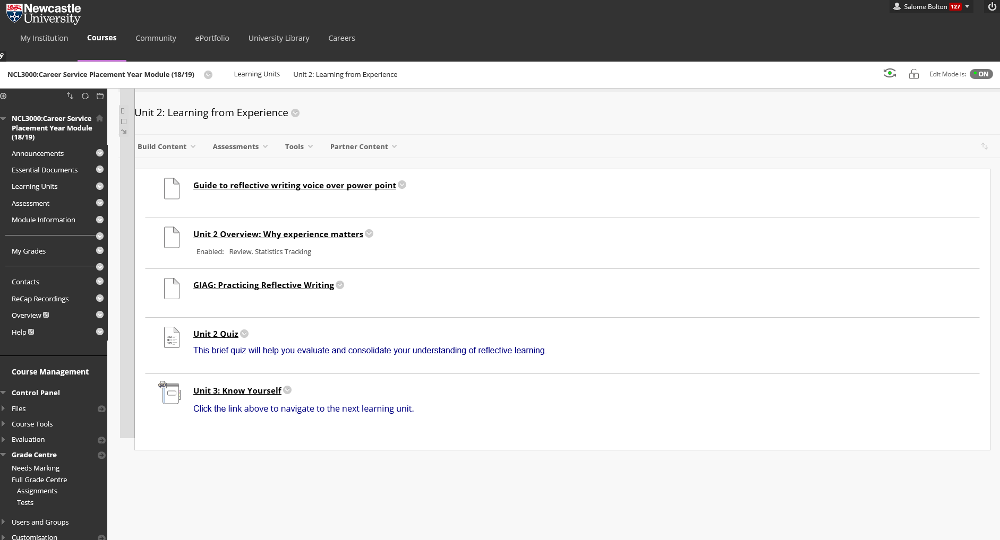 Newcastle
University
Salome Bolton 127
My Institution Courses Community ePortfolio University Library Careers
NCL3000:Career Service Placement Year Module (18/19) Learning Units Unit 2: Learning from Experience Edit Mode is: ON
NCL3000:Career Service
Placement Year Module
(18/19)
Announcements
Essential Documents
Learning Units
Assessment
Module Information
My Grades
Contacts
ReCap Recordings
Overview
Help
Course Management
Control Panel
Files
Course Tools
Evaluation
Grade Centre
Needs Marking
Full Grade Centre
Assignments
Tests
Users and Groups
Customisation
Unit 2: Learning from Experience
Build Content Assessments Tools Partner Content
Guide to reflective writing voice over power point
Unit 2 Overview: Why experience matters
Enabled: Review, Statistics Tracking
GIAG: Practicing Reflective Writing
Unit 2 Quiz
This brief quiz will help you evaluate and consolidate your understanding of reflective learning.
Unit 3: Know Yourself
Click the link above to navigate to the next learning unit.